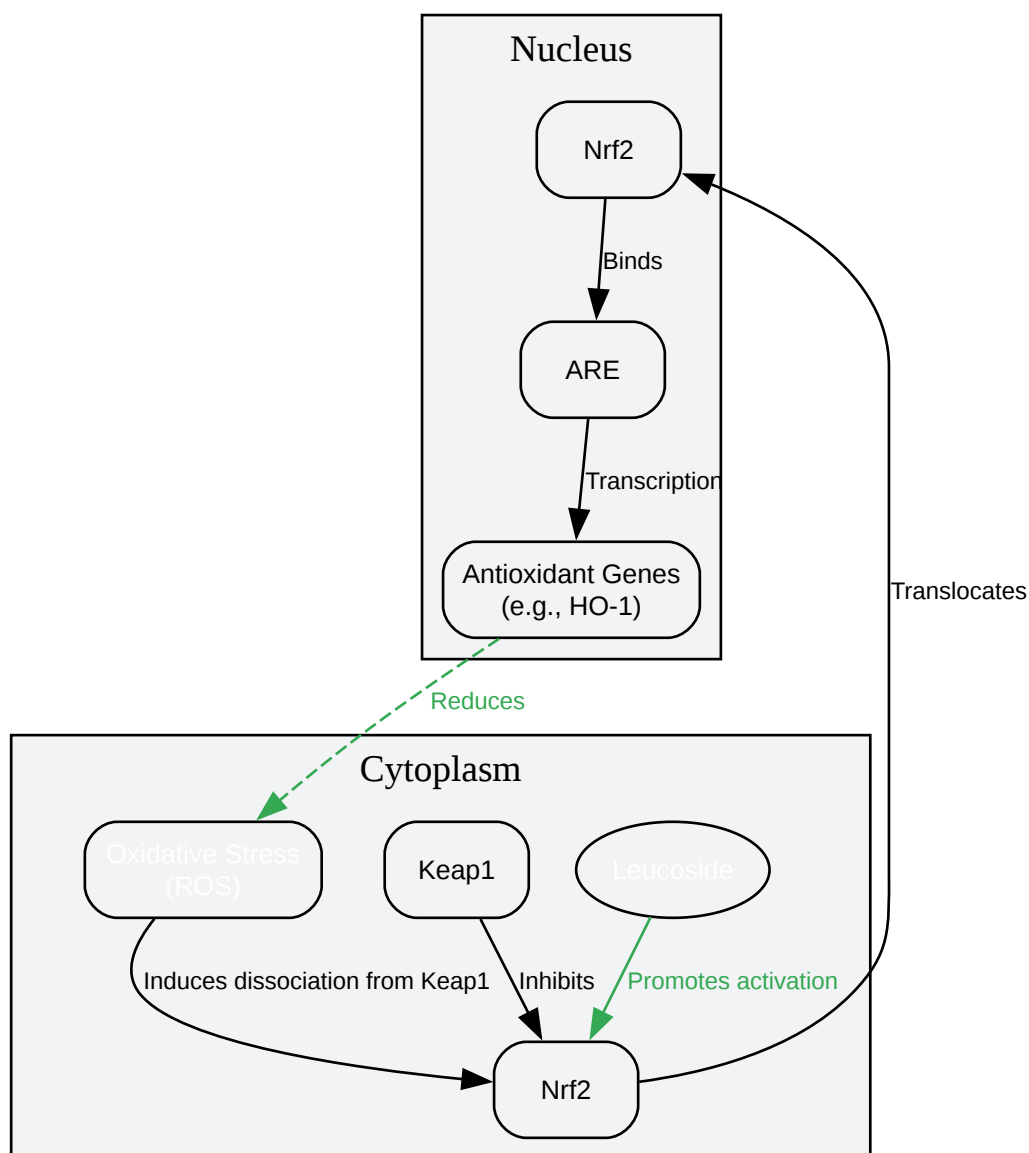 Nucleus
Nrf2
Binds
ARE
Transcription
Antioxidant Genes
(e.g., HO-1)
Translocates
Reduces
Cytoplasm
Oxidative Stress
(ROS)
Keap1
Leucoside
Induces dissociation from Keap1
Inhibits
Promotes activation
Nrf2